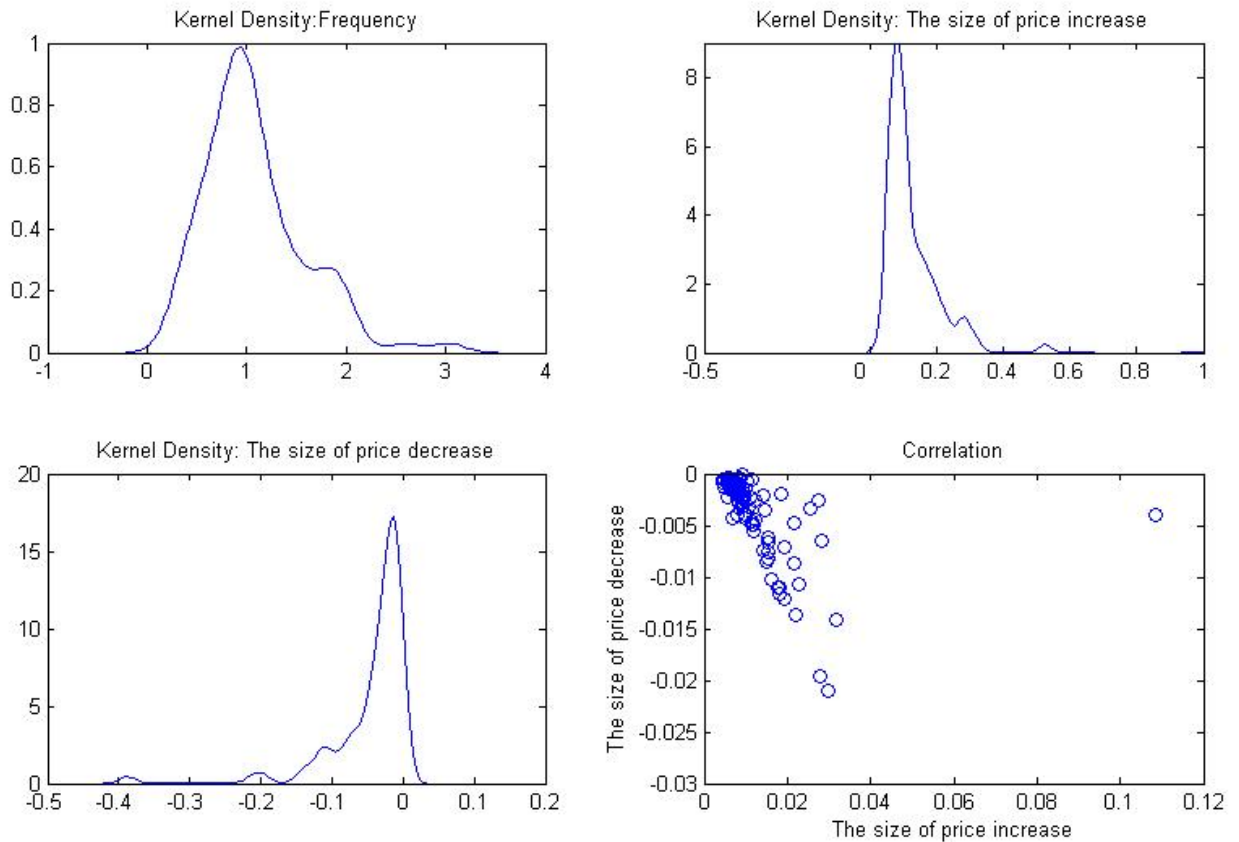 Kernel Density:Frequency
1
0.8
0.6
0.4
0.2
0
-1 0 1 2 3 4
Kernel Density: The size of price increase
8
6
4
2
0
-0.5 0 0.2 0.4 0.6 0.8 1
Kernel Density: The size of price decrease
20
15
10
5
0
-0.5 -0.4 -0.3 -0.2 -0.1 0 0.1 0.2
Correlation
The size of price decrease
0
-0.005
-0.01
-0.015
-0.02
-0.025
-0.03
0 0.02 0.04 0.06 0.08 0.1 0.12
The size of price increase